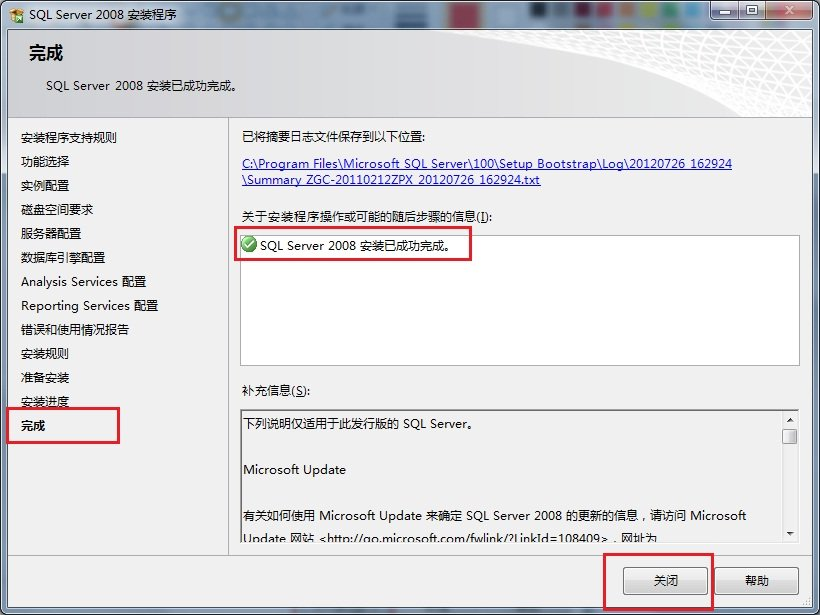 SQL Server 2008 安装程序
完成
SQL Server 2008 安装已成功完成。
安装程序支持规则
功能选择
实例配置
磁盘空间要求
服务器配置
数据库引擎配置
Analysis Services 配置
Reporting Services 配置
错误和使用情况报告
安装规则
准备安装
安装进度
完成
已将摘要日志文件保存到以下位置:
C:\Program Files\Microsoft SQL Server\100\Setup Bootstrap\Log\20120726_162924
\Summary_ZGC-20110212ZPX_20120726_162924.txt
关于安装程序操作或可能的随后步骤的信息(I):
SQL Server 2008 安装已成功完成。
补充信息(S):
下列说明仅适用于此发行版的 SQL Server。
Microsoft Update
有关如何使用 Microsoft Update 来确定 SQL Server 2008 的更新的信息，请访问 Microsoft
Update 网站 <http://go.microsoft.com/fwlink/?LinkId=108409>，网址为
关闭
帮助